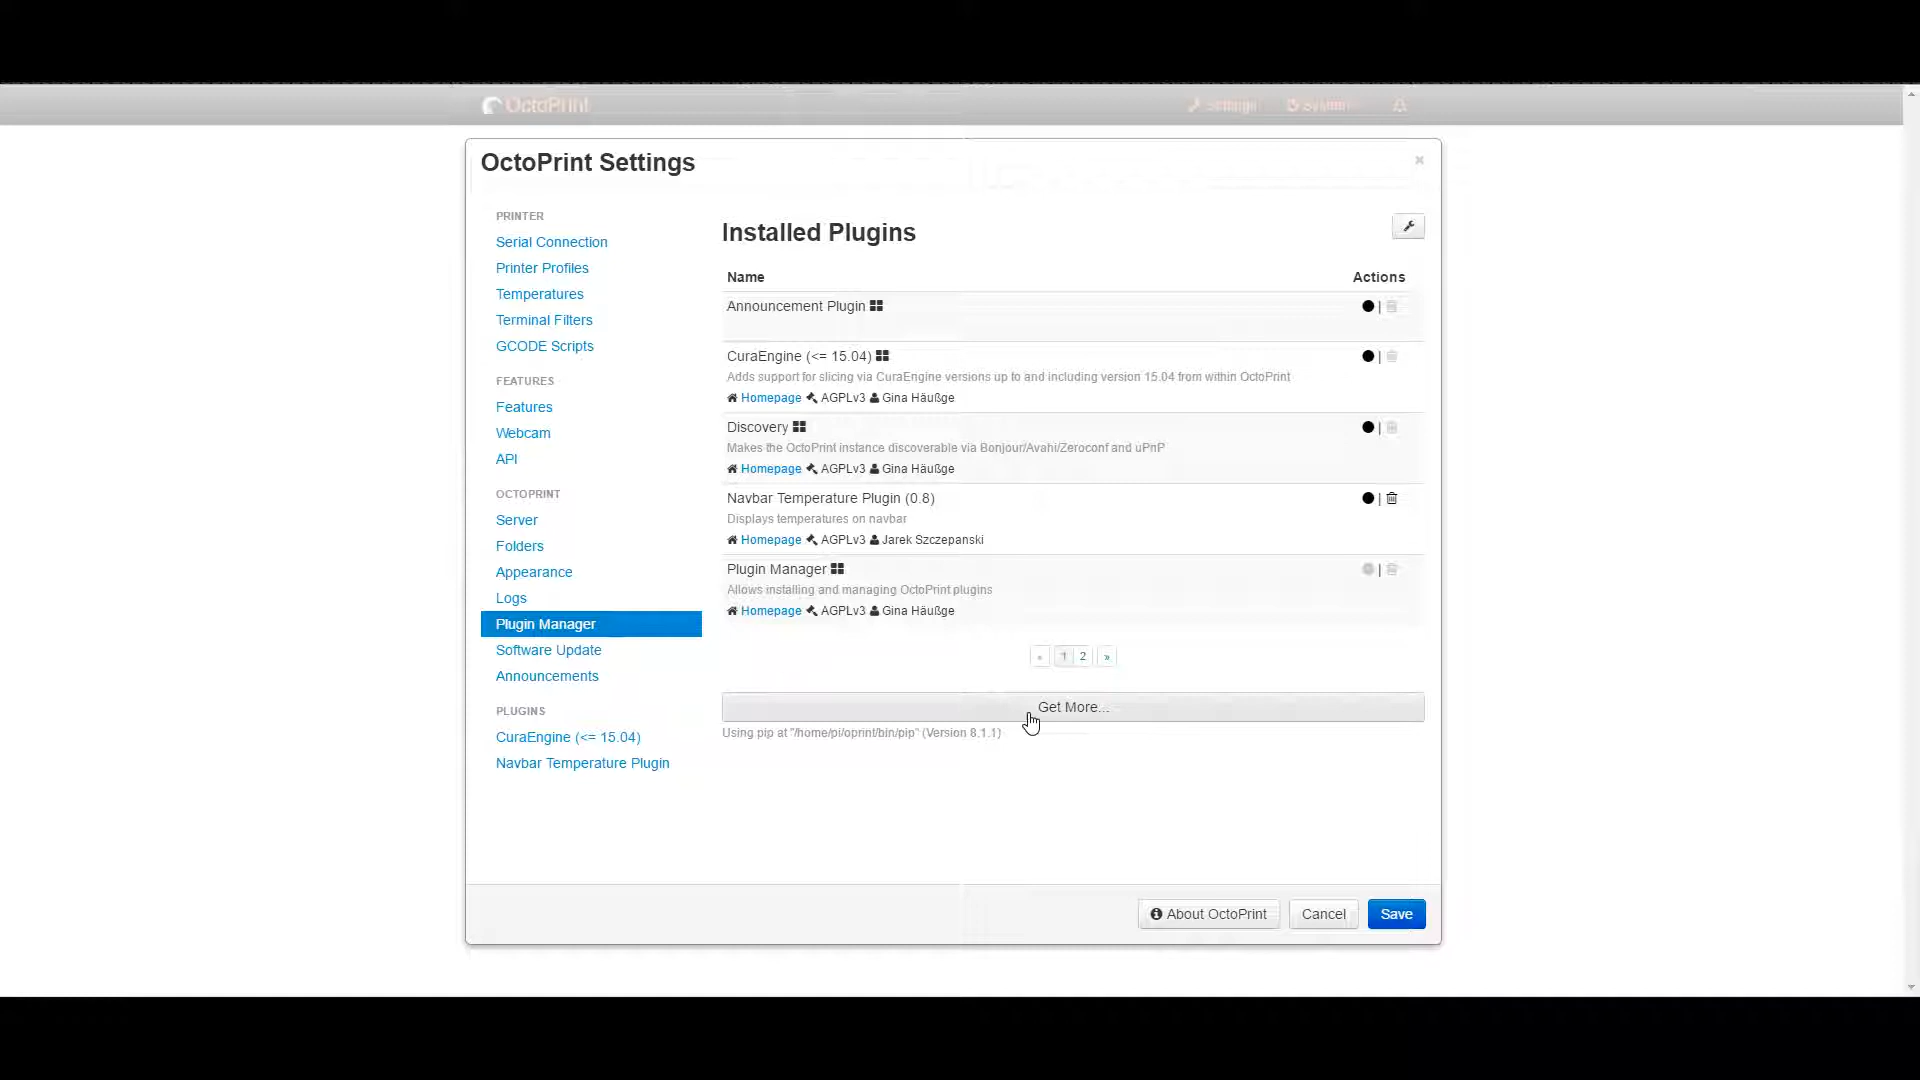 OctoPrint
Settings System
OctoPrint Settings
×
PRINTER
Serial Connection
Printer Profiles
Temperatures
Terminal Filters
GCODE Scripts
FEATURES
Features
Webcam
API
OCTOPRINT
Server
Folders
Appearance
Logs
Plugin Manager
Software Update
Announcements
PLUGINS
CuraEngine (<= 15.04)
Navbar Temperature Plugin
Installed Plugins
Name Actions
Announcement Plugin |
CuraEngine (<= 15.04) |
Adds support for slicing via CuraEngine versions up to and including version 15.04 from within OctoPrint
Homepage AGPLv3 Gina Häußge
Discovery |
Makes the OctoPrint instance discoverable via Bonjour/Avahi/Zeroconf and uPnP
Homepage AGPLv3 Gina Häußge
Navbar Temperature Plugin (0.8) |
Displays temperatures on navbar
Homepage AGPLv3 Jarek Szczepanski
Plugin Manager |
Allows installing and managing OctoPrint plugins
Homepage AGPLv3 Gina Häußge
« 1 2 »
Get More...
Using pip at "/home/pi/oprint/bin/pip" (Version 8.1.1)
About OctoPrint Cancel Save